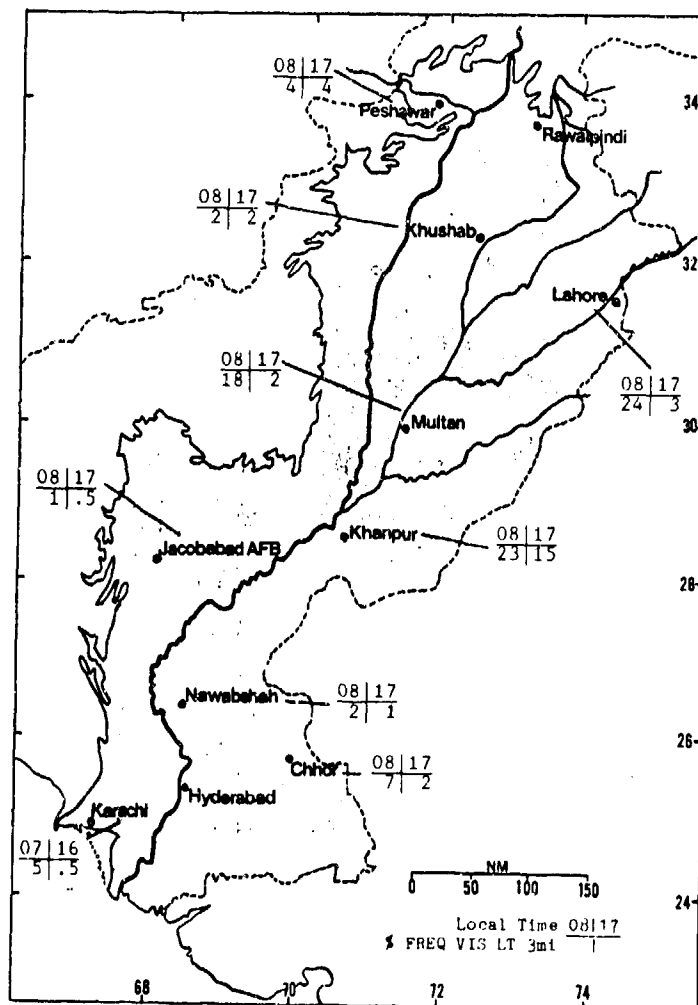 08|17
4|4
Peshawar
34
Rawalpindi
08|17
2|2
Khushab
32
Lahore
08|17
18|2
08|17
24|3
30
Multan
08|17
1|.5
Khanpur
08|17
23|15
Jacobabad AFB
28
Nawabshah
08|17
2|1
26
Chhor
08|17
7|2
Hyderabad
Karachi
07|16
5|.5
NM
0 50 100 150
24
Local Time 08|17
% FREQ VIS LT 3mi
68 70 72 74